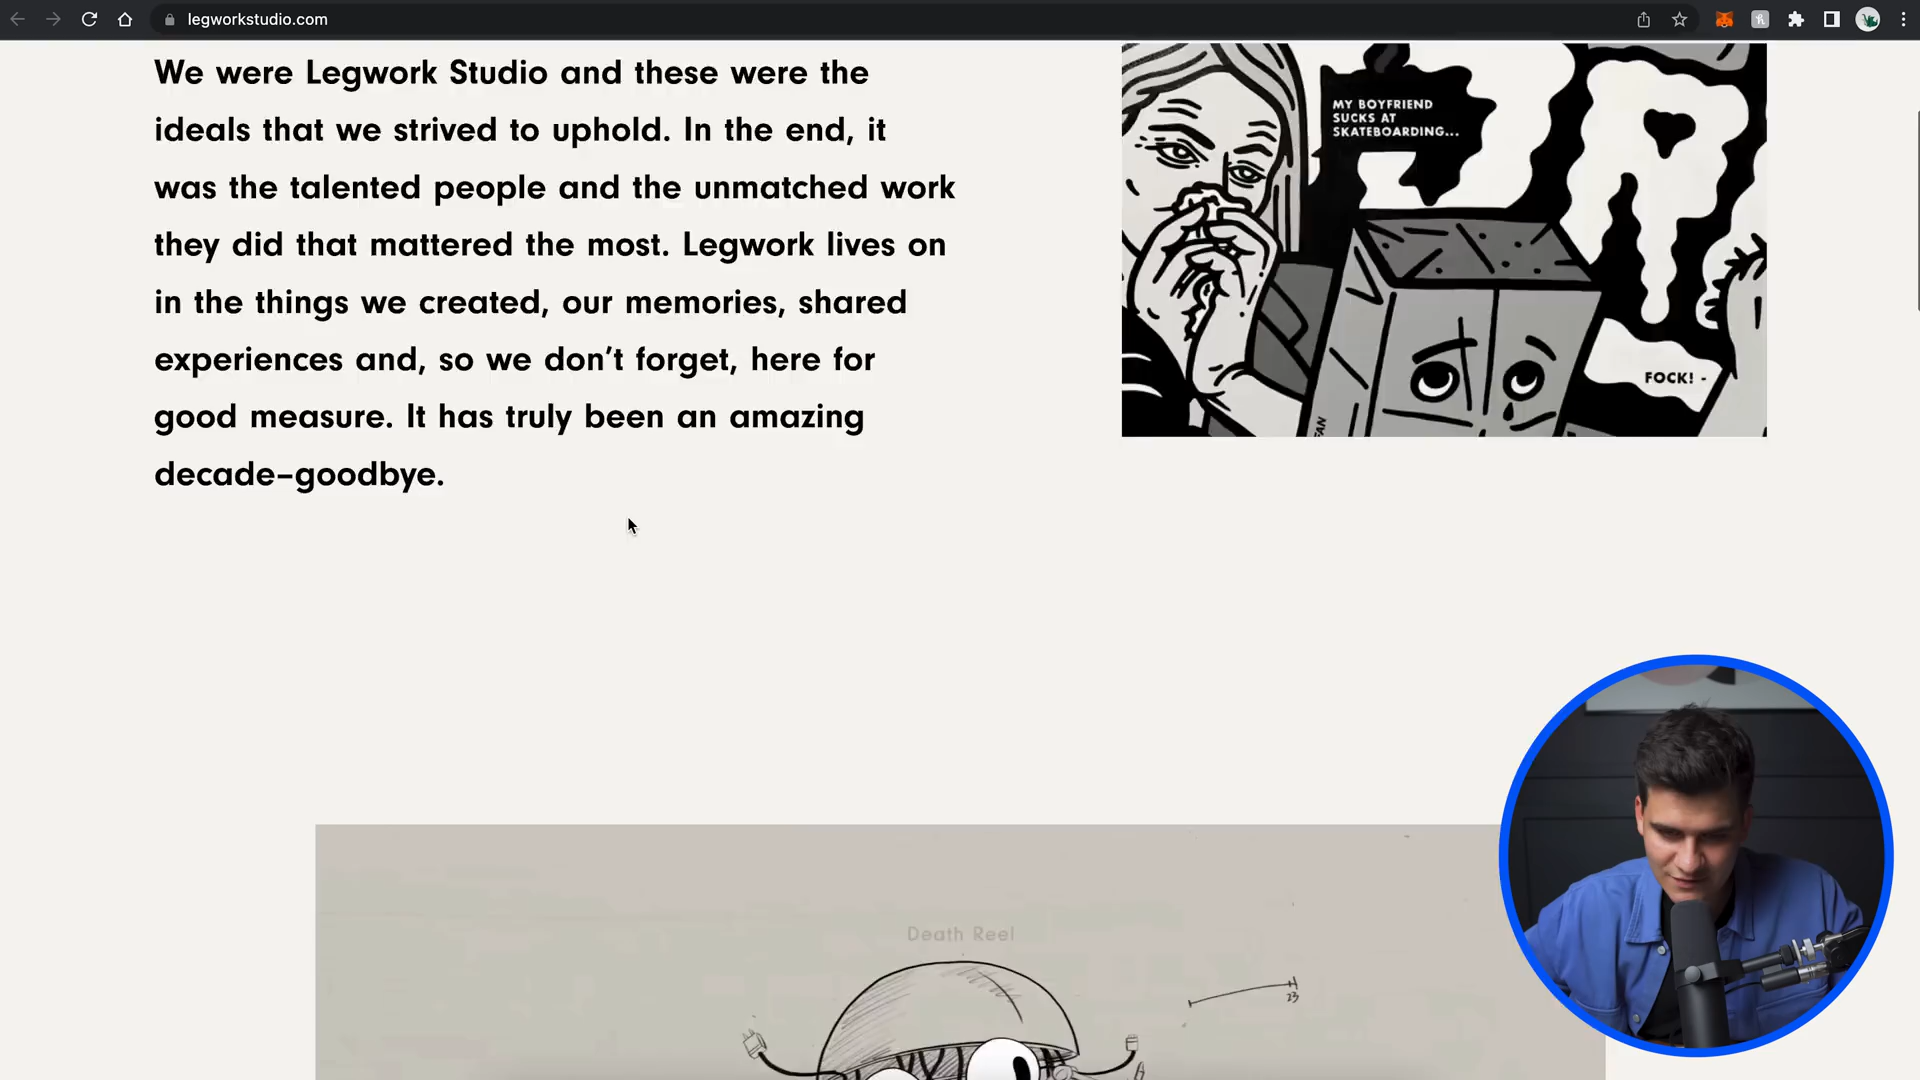 legworkstudio.com
We were Legwork Studio and these were the
ideals that we strived to uphold. In the end, it
was the talented people and the unmatched work
they did that mattered the most. Legwork lives on
in the things we created, our memories, shared
experiences and, so we don’t forget, here for
good measure. It has truly been an amazing
decade–goodbye.
MY BOYFRIEND
SUCKS AT
SKATEBOARDING...
FOCK! -
FAN
Death Reel
23